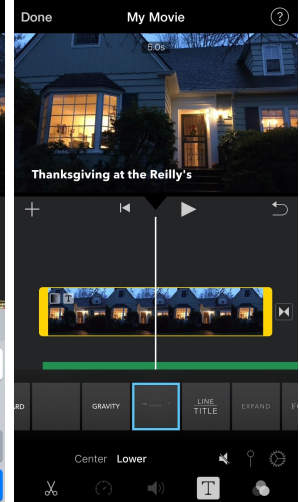 Done My Movie ?
5.0s
Thanksgiving at the Reilly's
T
ARD GRAVITY LINE TITLE EXPAND
Center Lower
T